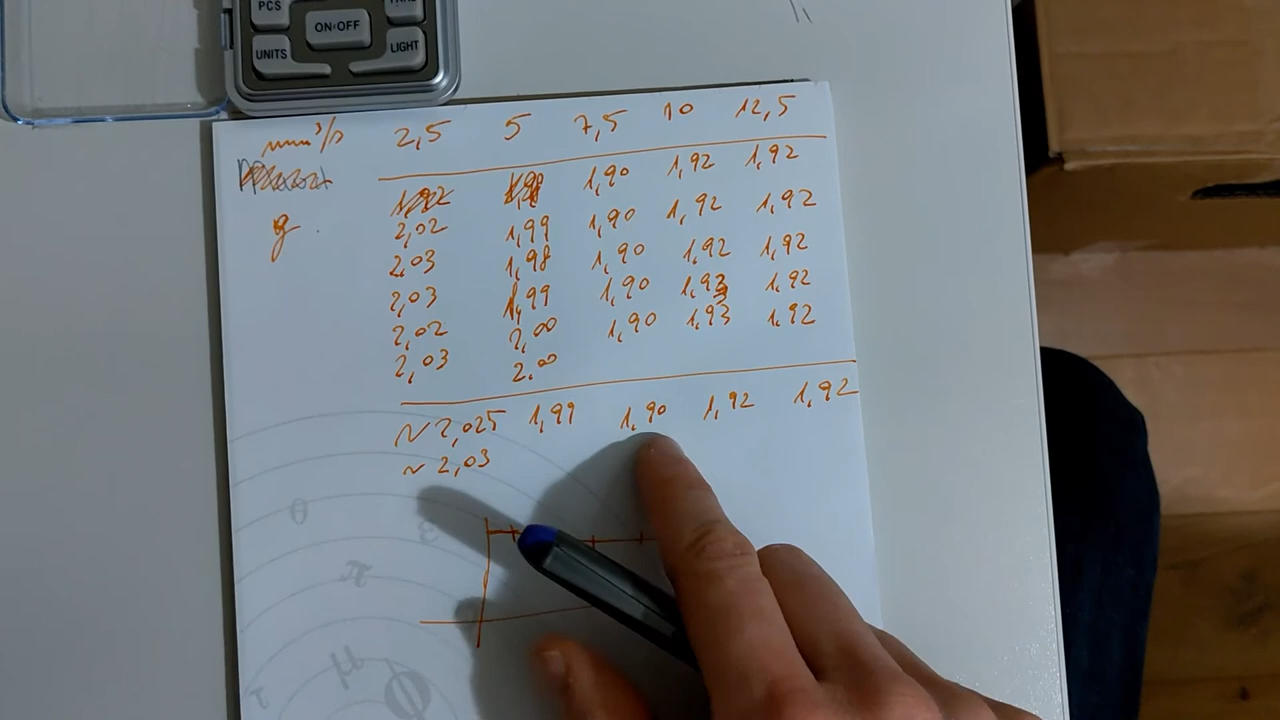 PCS
ON/OFF
UNITS
LIGHT
mm³/s 2,5 5 7,5 10 12,5
1,90 1,92 1,92
g 2,02 1,99 1,90 1,92 1,92
2,03 1,98 1,90 1,92 1,92
2,03 1,99 1,90 1,93 1,92
2,02 2,00 1,90 1,93 1,92
2,03 2.00
~ 2,025 1,99 1,90 1,92 1,92
~ 2,03
θ
ε
π
μ
φ
τ